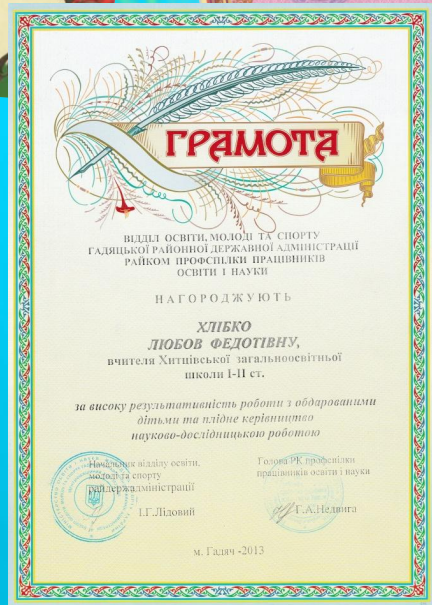 ГРАМОТА
ВІДДІЛ ОСВІТИ, МОЛОДІ ТА СПОРТУ
ГАДЯЦЬКОЇ РАЙОННОЇ ДЕРЖАВНОЇ АДМІНІСТРАЦІЇ
РАЙКОМ ПРОФСПІЛКИ ПРАЦІВНИКІВ
ОСВІТИ І НАУКИ
НАГОРОДЖУЮТЬ
ХЛІБКО
ЛЮБОВ ФЕДОТІВНУ,
вчителя Хитцівської загальноосвітньої
школи І-ІІ ст.
за високу результативність роботи з обдарованими
дітьми та плідне керівництво
науково-дослідницькою роботою
Начальник відділу освіти,
молоді та спорту
райдержадміністрації
І.Г.Лідовий
Голова РК профспілки
працівників освіти і науки
Г.А.Недвига
м. Гадяч -2013